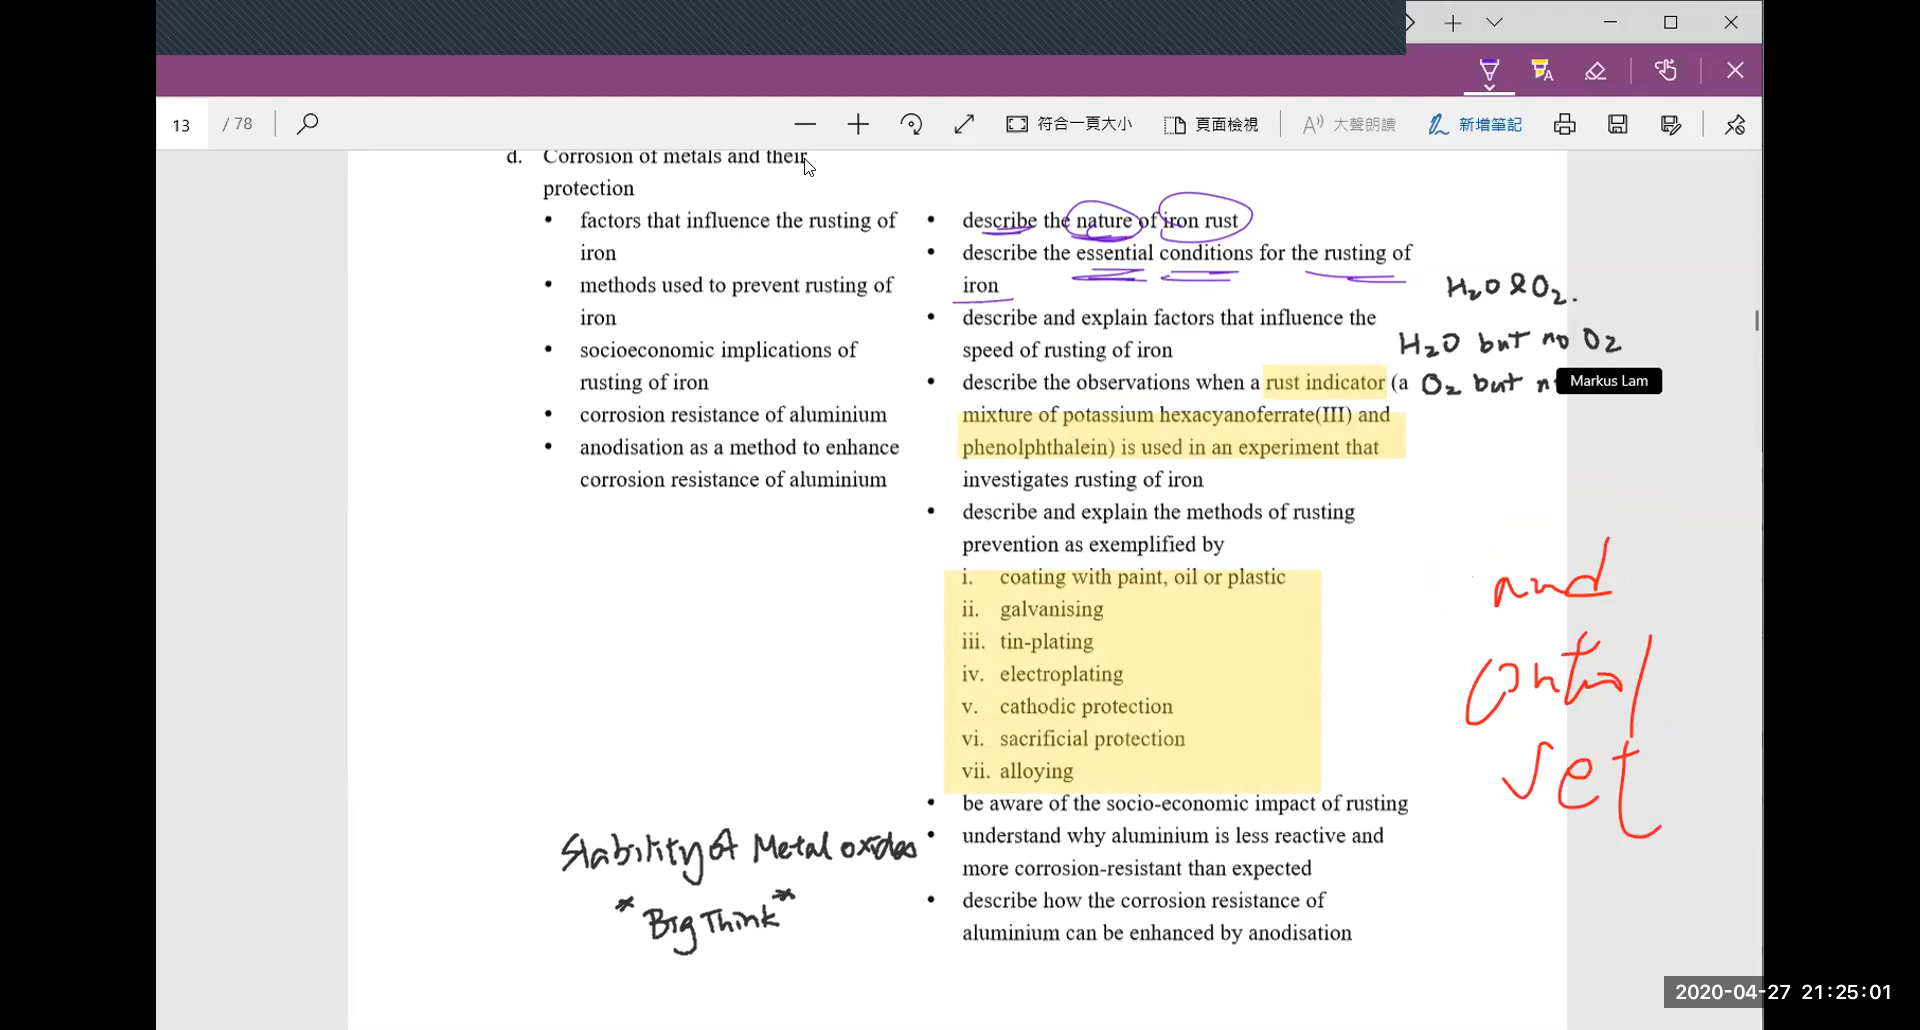 13 / 78 符合一頁大小 頁面檢視 大聲朗讀 新增筆記
d. Corrosion of metals and their
protection
• factors that influence the rusting of
iron
• methods used to prevent rusting of
iron
• socioeconomic implications of
rusting of iron
• corrosion resistance of aluminium
• anodisation as a method to enhance
corrosion resistance of aluminium
Stability of Metal oxides
* Big Think *
• describe the nature of iron rust
• describe the essential conditions for the rusting of
iron
• describe and explain factors that influence the
speed of rusting of iron
• describe the observations when a rust indicator (a
mixture of potassium hexacyanoferrate(III) and
phenolphthalein) is used in an experiment that
investigates rusting of iron
• describe and explain the methods of rusting
prevention as exemplified by
i. coating with paint, oil or plastic
ii. galvanising
iii. tin-plating
iv. electroplating
v. cathodic protection
vi. sacrificial protection
vii. alloying
• be aware of the socio-economic impact of rusting
• understand why aluminium is less reactive and
more corrosion-resistant than expected
• describe how the corrosion resistance of
aluminium can be enhanced by anodisation
H₂O & O₂.
H₂O but no O₂
O₂ but
Markus Lam
and
control
set
2020-04-27 21:25:01